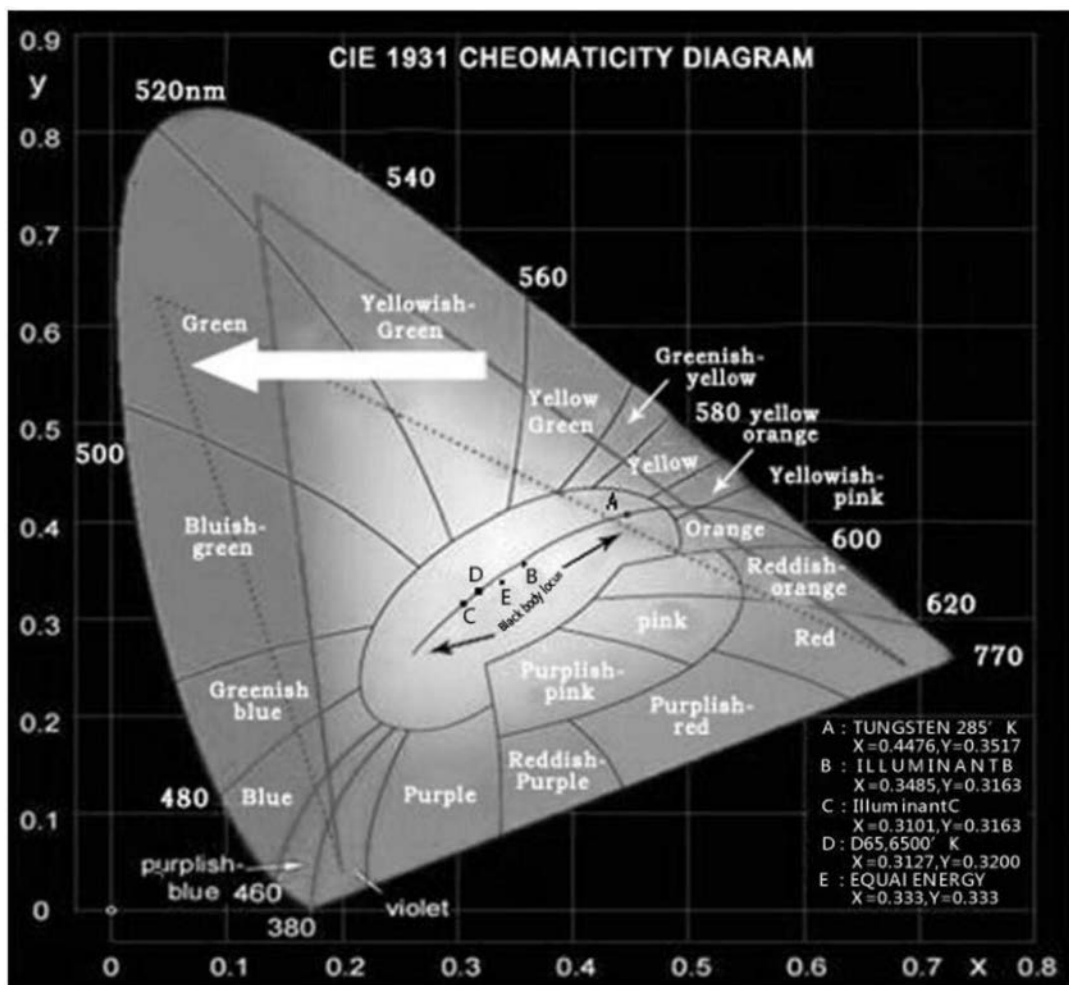 0.9
y
CIE 1931 CHEOMATICITY DIAGRAM
520nm
0.8
540
0.7
560
Yellowish-
Green
Green
0.6
Greenish-
yellow
580 yellow
orange
Yellow
Green
0.5
500
Yellow
Yellowish-
pink
A
Orange
0.4
600
Bluish-
green
Reddish-
orange
D
B
E
C
Black body locus
620
0.3
pink
Red
770
Purplish-
pink
Greenish
blue
Purplish-
red
0.2
A : TUNGSTEN 285′ K
X=0.4476,Y=0.3517
B : ILLUMINANTB
X=0.3485,Y=0.3163
C : IlluminantC
X=0.3101,Y=0.3163
D : D65,6500′ K
X=0.3127,Y=0.3200
E : EQUAI ENERGY
X=0.333,Y=0.333
Reddish-
Purple
480
Blue
Purple
0.1
purplish-
blue 460
violet
0
380
0 0.1 0.2 0.3 0.4 0.5 0.6 0.7 X 0.8